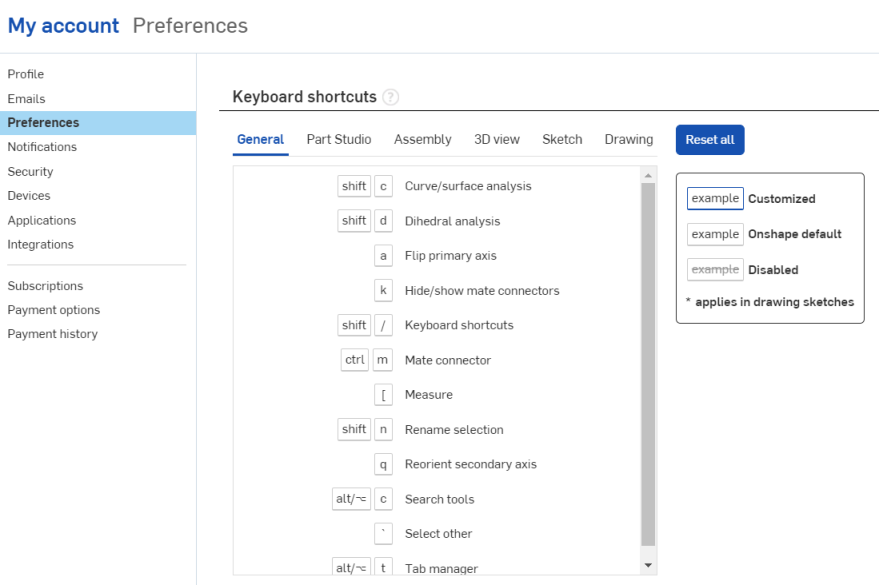 My account Preferences
Profile
Emails
Preferences
Notifications
Security
Devices
Applications
Integrations
Subscriptions
Payment options
Payment history
Keyboard shortcuts ?
General Part Studio Assembly 3D view Sketch Drawing
shift c Curve/surface analysis
shift d Dihedral analysis
a Flip primary axis
k Hide/show mate connectors
shift / Keyboard shortcuts
ctrl m Mate connector
[ Measure
shift n Rename selection
q Reorient secondary axis
alt/⌥ c Search tools
` Select other
alt/⌥ t Tab manager
Reset all
example Customized
example Onshape default
example Disabled
* applies in drawing sketches